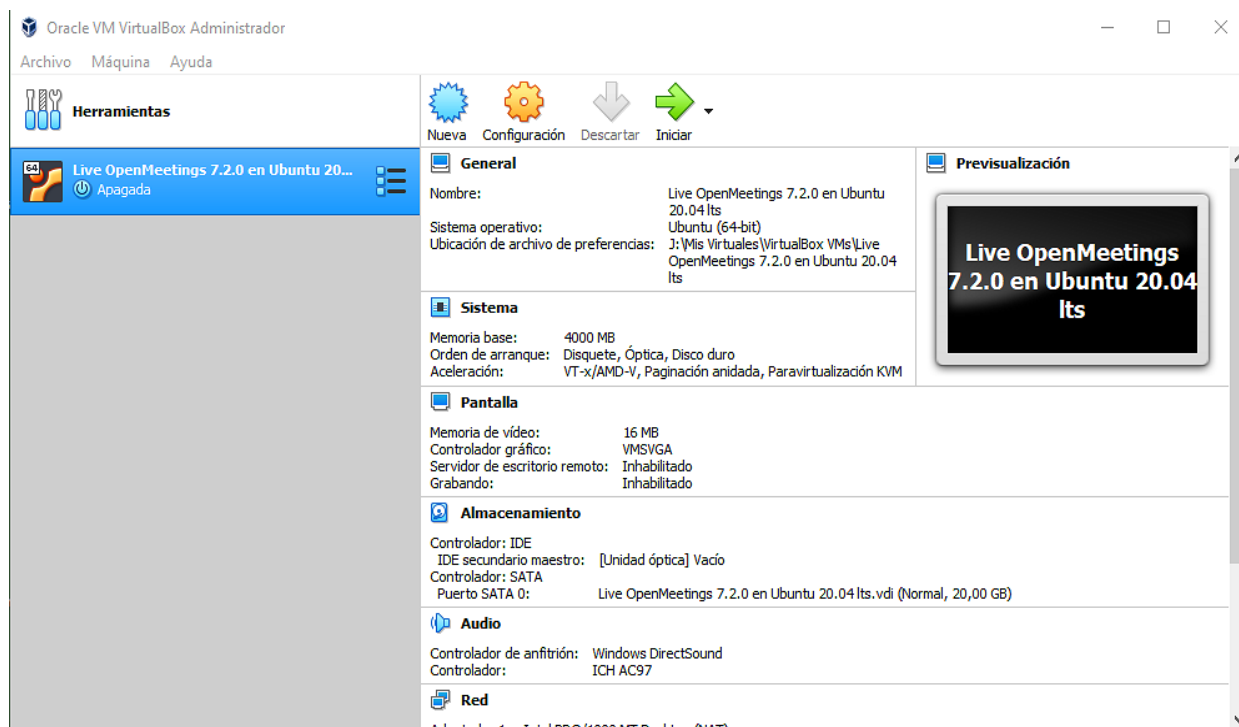 Oracle VM VirtualBox Administrador
Archivo Máquina Ayuda
Herramientas
Nueva Configuración Descartar Iniciar
64
Live OpenMeetings 7.2.0 en Ubuntu 20...
Apagada
General
Nombre: Live OpenMeetings 7.2.0 en Ubuntu
20.04 lts
Sistema operativo: Ubuntu (64-bit)
Ubicación de archivo de preferencias: J:\Mis Virtuales\VirtualBox VMs\Live
OpenMeetings 7.2.0 en Ubuntu 20.04
lts
Previsualización
Live OpenMeetings
7.2.0 en Ubuntu 20.04
lts
Sistema
Memoria base: 4000 MB
Orden de arranque: Disquete, Óptica, Disco duro
Aceleración: VT-x/AMD-V, Paginación anidada, Paravirtualización KVM
Pantalla
Memoria de vídeo: 16 MB
Controlador gráfico: VMSVGA
Servidor de escritorio remoto: Inhabilitado
Grabando: Inhabilitado
Almacenamiento
Controlador: IDE
IDE secundario maestro: [Unidad óptica] Vacío
Controlador: SATA
Puerto SATA 0: Live OpenMeetings 7.2.0 en Ubuntu 20.04 lts.vdi (Normal, 20,00 GB)
Audio
Controlador de anfitrión: Windows DirectSound
Controlador: ICH AC97
Red